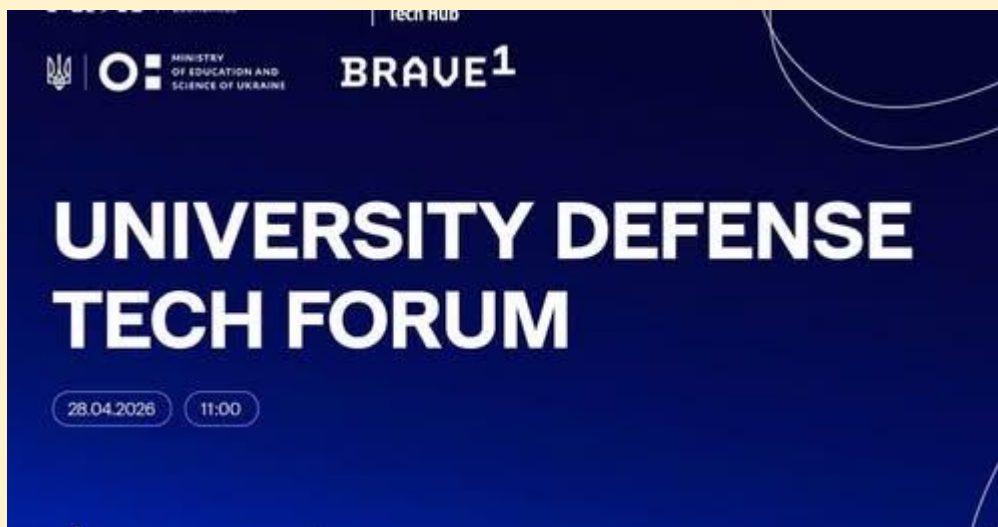 Tech Hub
MINISTRY
OF EDUCATION AND
SCIENCE OF UKRAINE
BRAVE1
UNIVERSITY DEFENSE
TECH FORUM
28.04.2026
11:00